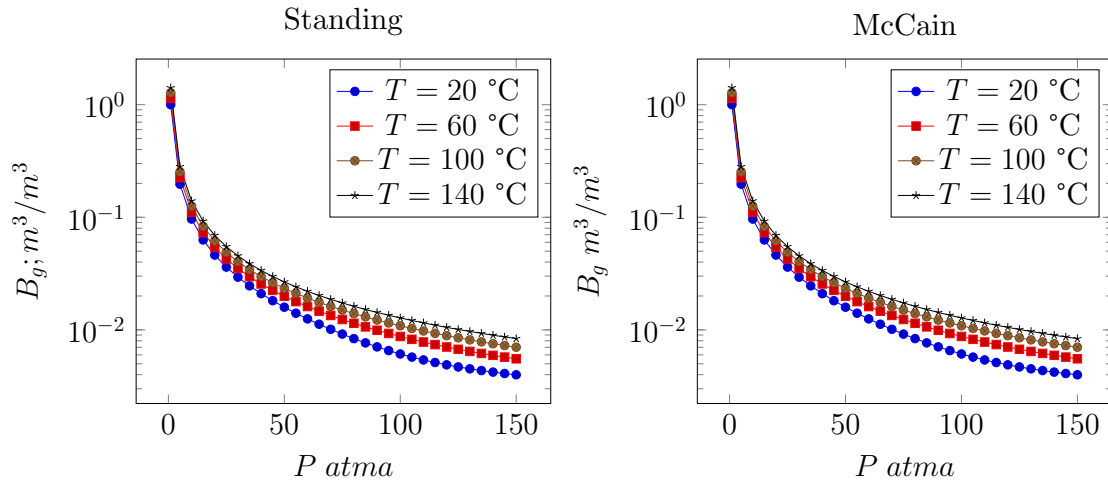 Standing
B_g; m^3/m^3
10^0
10^{-1}
10^{-2}
T = 20 °C
T = 60 °C
T = 100 °C
T = 140 °C
0 50 100 150
P atma
McCain
B_g m^3/m^3
10^0
10^{-1}
10^{-2}
T = 20 °C
T = 60 °C
T = 100 °C
T = 140 °C
0 50 100 150
P atma